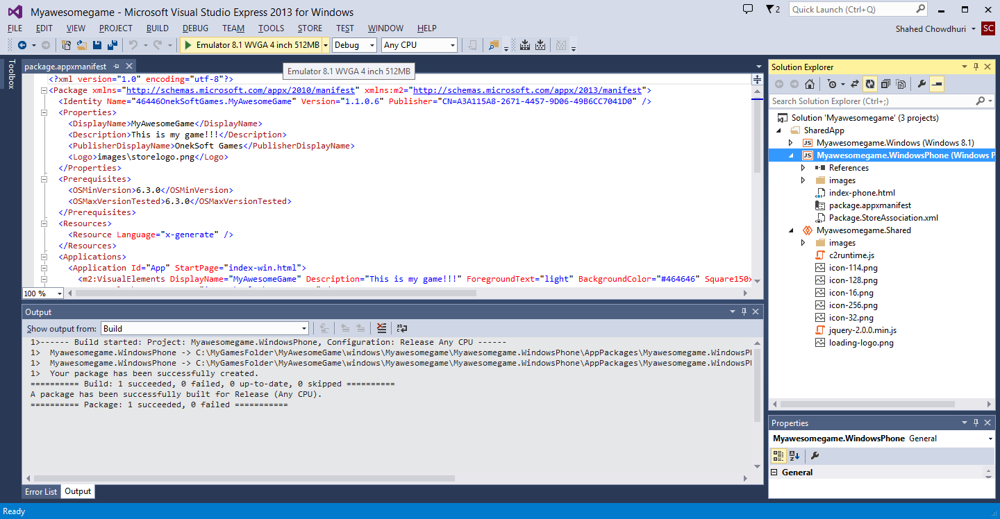 Myawesomegame - Microsoft Visual Studio Express 2013 for Windows
2
Quick Launch (Ctrl+Q)
FILE EDIT VIEW PROJECT BUILD DEBUG TEAM TOOLS STORE TEST WINDOW HELP
Shahed Chowdhuri
SC
Emulator 8.1 WVGA 4 inch 512MB
Debug
Any CPU
Toolbox
package.appxmanifest
Emulator 8.1 WVGA 4 inch 512MB
<?xml version="1.0" encoding="utf-8"?>
<Package xmlns="http://schemas.microsoft.com/appx/2010/manifest" xmlns:m2="http://schemas.microsoft.com/appx/2013/manifest">
<Identity Name="46446OnekSoftGames.MyAwesomeGame" Version="1.1.0.6" Publisher="CN=A3A115A8-2671-4457-9D06-49B6CC7041D0" />
<Properties>
<DisplayName>MyAwesomeGame</DisplayName>
<Description>This is my game!!!</Description>
<PublisherDisplayName>OnekSoft Games</PublisherDisplayName>
<Logo>images\storelogo.png</Logo>
</Properties>
<Prerequisites>
<OSMinVersion>6.3.0</OSMinVersion>
<OSMaxVersionTested>6.3.0</OSMaxVersionTested>
</Prerequisites>
<Resources>
<Resource Language="x-generate" />
</Resources>
<Applications>
<Application Id="App" StartPage="index-win.html">
<m2:VisualElements DisplayName="MyAwesomeGame" Description="This is my game!!!" ForegroundText="light" BackgroundColor="#464646" Square150x
100 %
Output
Show output from: Build
1>------ Build started: Project: Myawesomegame.WindowsPhone, Configuration: Release Any CPU ------
1> Myawesomegame.WindowsPhone -> C:\MyGamesFolder\MyAwesomeGame\windows\Myawesomegame\Myawesomegame.WindowsPhone\AppPackages\Myawesomegame.WindowsP
1> Myawesomegame.WindowsPhone -> C:\MyGamesFolder\MyAwesomeGame\windows\Myawesomegame\Myawesomegame.WindowsPhone\AppPackages\Myawesomegame.WindowsP
1> Your package has been successfully created.
========== Build: 1 succeeded, 0 failed, 0 up-to-date, 0 skipped ==========
A package has been successfully built for Release (Any CPU).
========== Package: 1 succeeded, 0 failed ===========
Error List
Output
Solution Explorer
Search Solution Explorer (Ctrl+;)
Solution 'Myawesomegame' (3 projects)
SharedApp
JS Myawesomegame.Windows (Windows 8.1)
JS Myawesomegame.WindowsPhone (Windows P
References
images
index-phone.html
package.appxmanifest
Package.StoreAssociation.xml
Myawesomegame.Shared
images
c2runtime.js
icon-114.png
icon-128.png
icon-16.png
icon-256.png
icon-32.png
jquery-2.0.0.min.js
loading-logo.png
Properties
Myawesomegame.WindowsPhone General
General
Ready